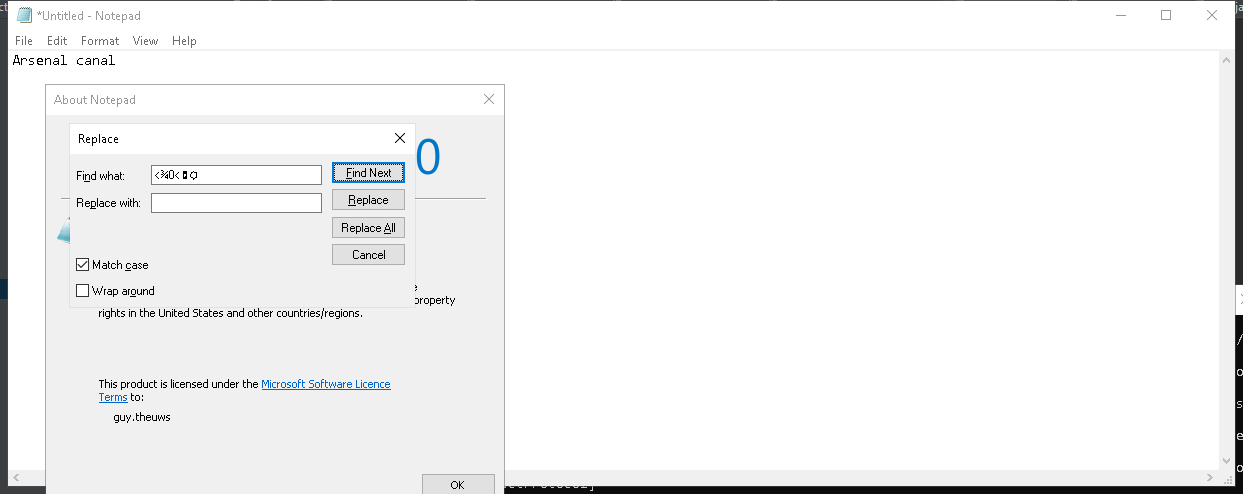 *Untitled - Notepad
File Edit Format View Help
Arsenal canal
About Notepad
Replace
0
Find what:
Find Next
Replace with:
Replace
Replace All
Cancel
Match case
Wrap around
property
rights in the United States and other countries/regions.
This product is licensed under the Microsoft Software Licence
Terms to:
guy.theuws
OK